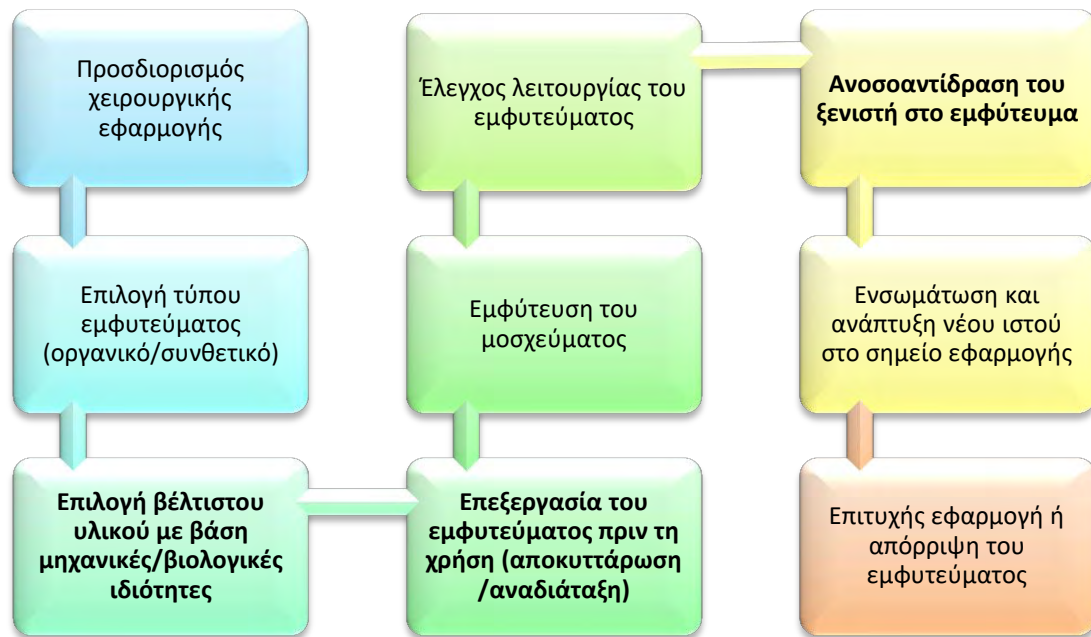 Προσδιορισμός
χειρουργικής
εφαρμογής
Επιλογή τύπου
εμφυτεύματος
(οργανικό/συνθετικό)
Επιλογή βέλτιστου
υλικού με βάση
μηχανικές/βιολογικές
ιδιότητες
Επεξεργασία του
εμφυτεύματος πριν τη
χρήση (αποκυττάρωση
/αναδιάταξη)
Εμφύτευση του
μοσχεύματος
Έλεγχος λειτουργίας του
εμφυτεύματος
Ανοσοαντίδραση του
ξενιστή στο εμφύτευμα
Ενσωμάτωση και
ανάπτυξη νέου ιστού
στο σημείο εφαρμογής
Επιτυχής εφαρμογή ή
απόρριψη του
εμφυτεύματος